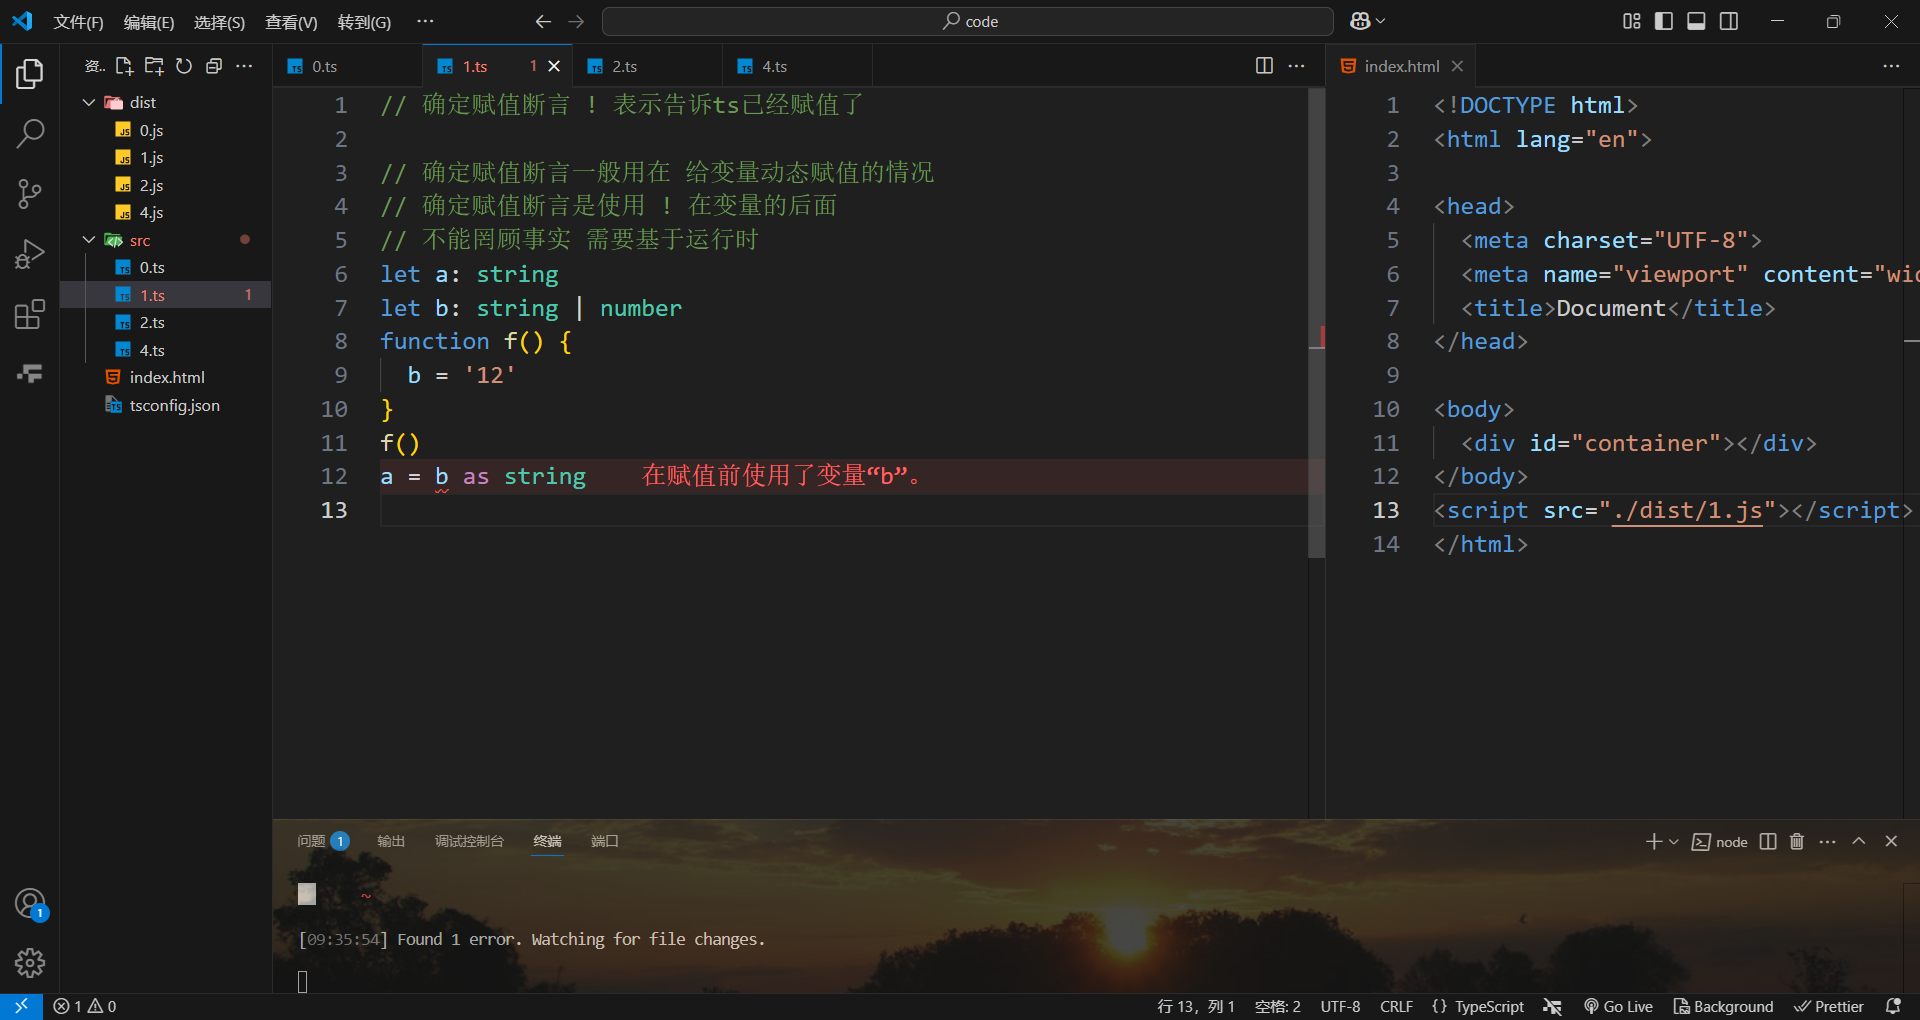 文件(F) 编辑(E) 选择(S) 查看(V) 转到(G) ··· code
资.. 0.ts 1.ts 1 2.ts 4.ts index.html
dist
0.js
1.js
2.js
4.js
src
0.ts
1.ts 1
2.ts
4.ts
index.html
tsconfig.json
1 // 确定赋值断言 ! 表示告诉ts已经赋值了
2
3 // 确定赋值断言一般用在 给变量动态赋值的情况
4 // 确定赋值断言是使用 ! 在变量的后面
5 // 不能罔顾事实 需要基于运行时
6 let a: string
7 let b: string | number
8 function f() {
9 b = '12'
10 }
11 f()
12 a = b as string 在赋值前使用了变量“b”。
13
1 <!DOCTYPE html>
2 <html lang="en">
3
4 <head>
5 <meta charset="UTF-8">
6 <meta name="viewport" content="wid
7 <title>Document</title>
8 </head>
9
10 <body>
11 <div id="container"></div>
12 </body>
13 <script src="./dist/1.js"></script>
14 </html>
问题 1 输出 调试控制台 终端 端口 node
~
[09:35:54] Found 1 error. Watching for file changes.
1
1 0 行 13，列 1 空格: 2 UTF-8 CRLF {} TypeScript Go Live Background Prettier